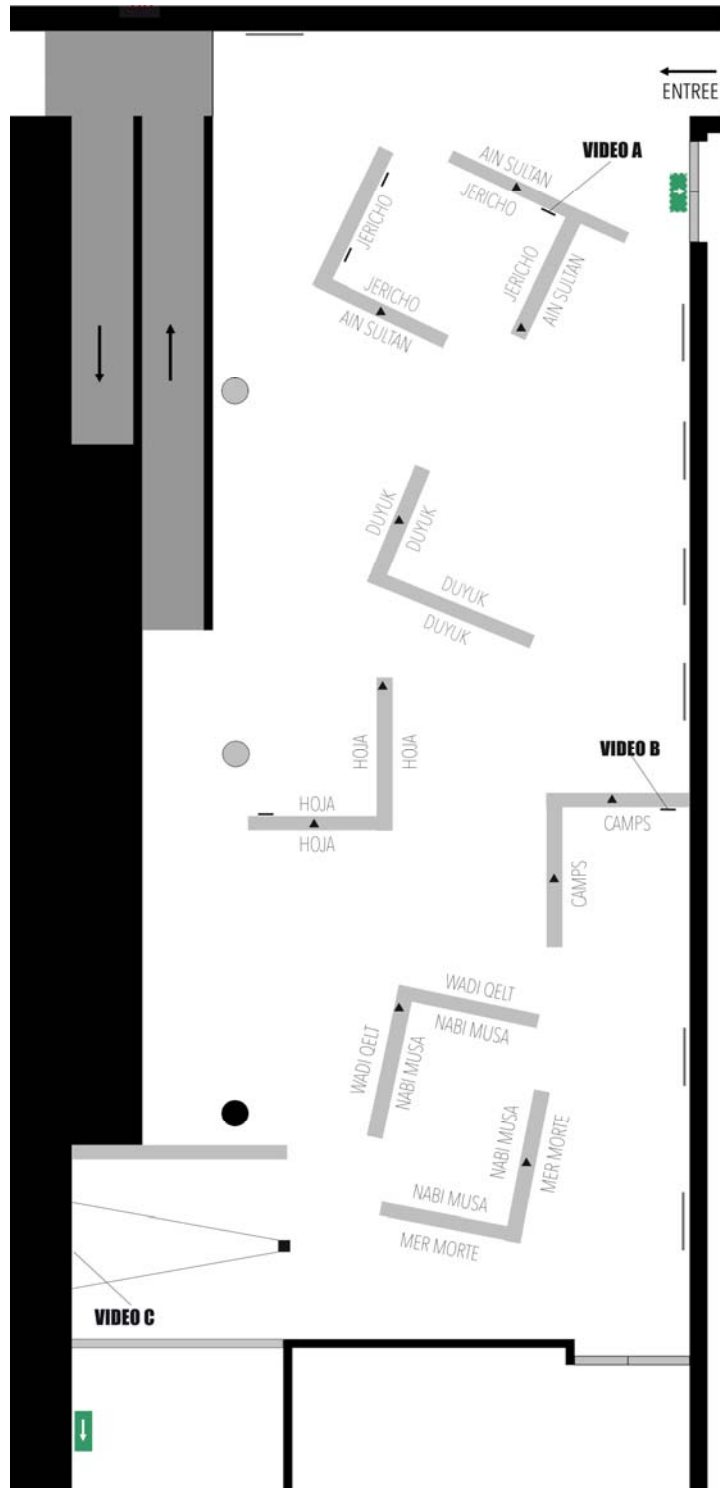 ENTREE
AIN SULTAN
VIDEO A
JERICHO
JERICHO
JERICHO
AIN SULTAN
JERICHO
AIN SULTAN
DUYUK
DUYUK
DUYUK
DUYUK
HOJA
HOJA
VIDEO B
HOJA
HOJA
CAMPS
CAMPS
WADI QELT
NABI MUSA
WADI QELT
NABI MUSA
NABI MUSA
MER MORTE
NABI MUSA
MER MORTE
VIDEO C